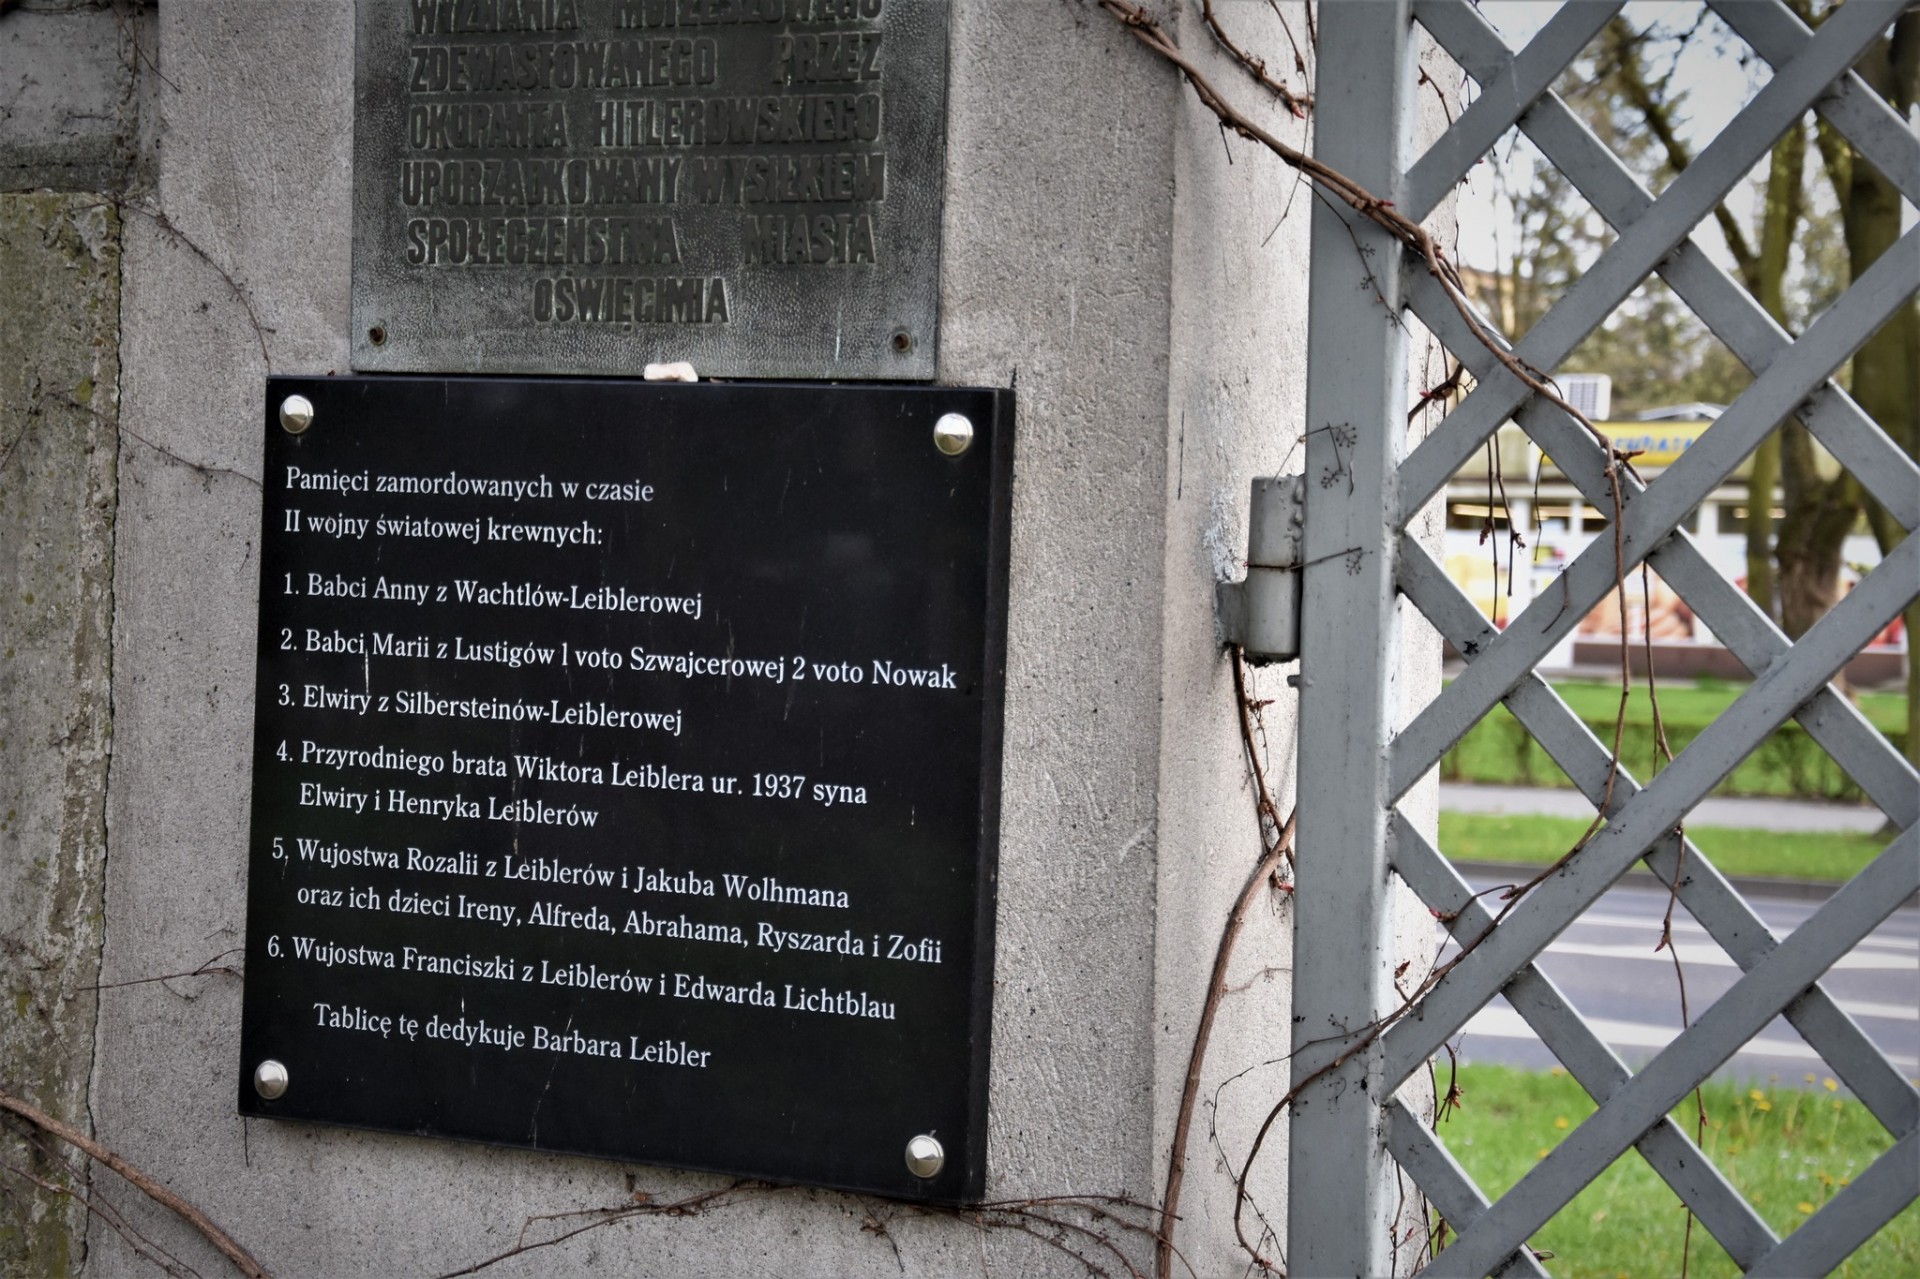 WYZNANIA MOJŻESZOWEGO
ZDEWASTOWANEGO PRZEZ
OKUPANTA HITLEROWSKIEGO
UPORZĄDKOWANY WYSIŁKIEM
SPOŁECZEŃSTWA MIASTA
OŚWIĘCIMIA
Pamięci zamordowanych w czasie
II wojny światowej krewnych:
1. Babci Anny z Wachtlów-Leiblerowej
2. Babci Marii z Lustigów 1 voto Szwajcerowej 2 voto Nowak
3. Elwiry z Silbersteinów-Leiblerowej
4. Przyrodniego brata Wiktora Leiblera ur. 1937 syna
Elwiry i Henryka Leiblerów
5, Wujostwa Rozalii z Leiblerów i Jakuba Wolhmana
oraz ich dzieci Ireny, Alfreda, Abrahama, Ryszarda i Zofii
6. Wujostwa Franciszki z Leiblerów i Edwarda Lichtblau
Tablicę tę dedykuje Barbara Leibler